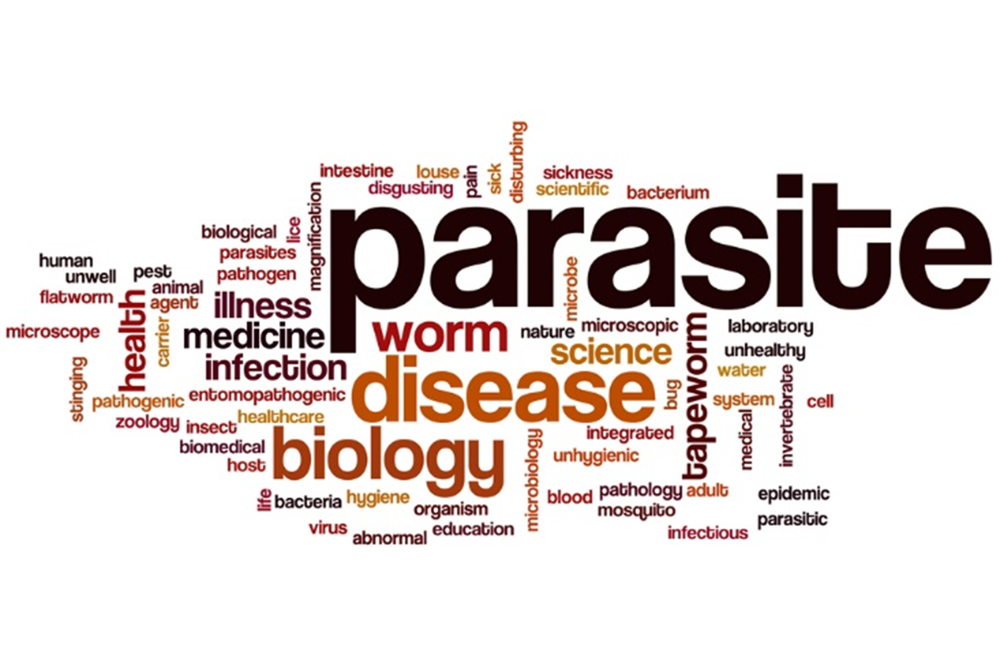 disturbing
intestine
louse
pain
sick
sickness
disgusting
scientific
bacterium
parasite
magnification
biological
lice
parasites
human
pest
pathogen
unwell
animal
flatworm
health
agent
illness
microbe
microscope
carrier
medicine
worm
nature
microscopic
tapeworm
laboratory
infection
science
unhealthy
stinging
disease
water
pathogenic
entomopathogenic
bug
system
invertebrate
cell
zoology
insect
healthcare
integrated
medical
biomedical
biology
microbiology
unhygienic
host
life
bacteria
hygiene
organism
blood
pathology
adult
epidemic
mosquito
virus
abnormal
education
infectious
parasitic